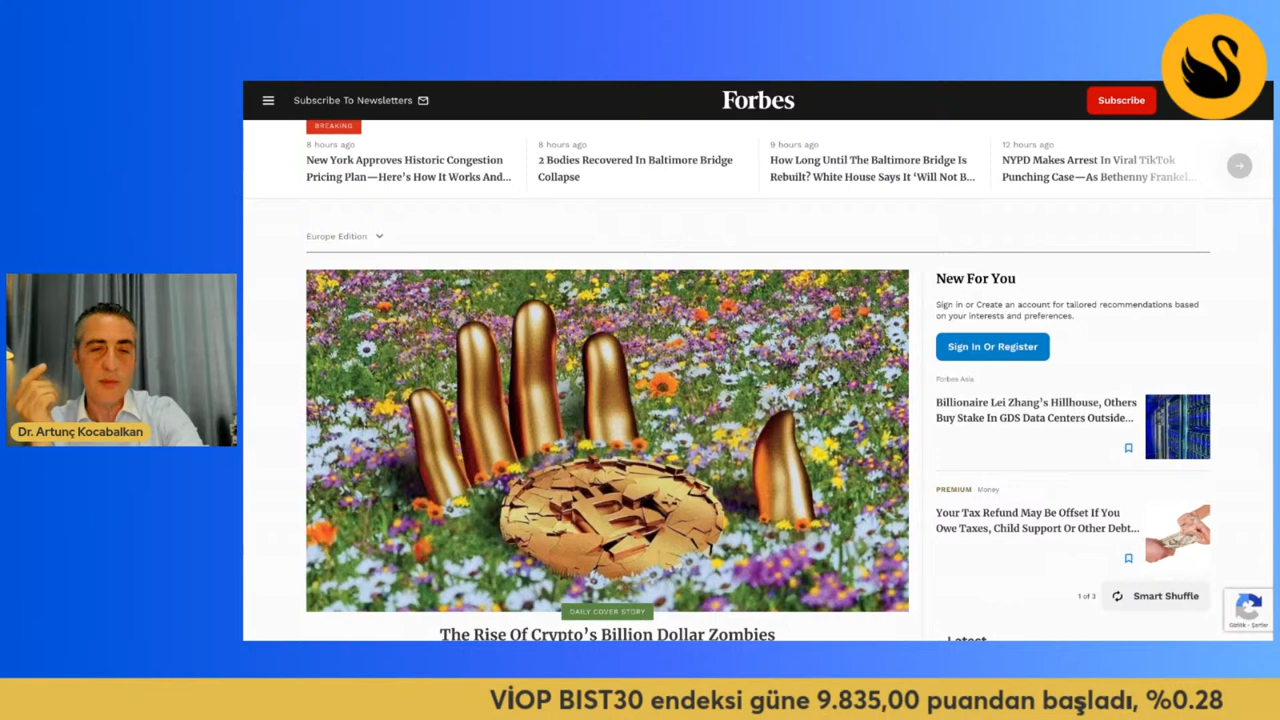 Subscribe To Newsletters
Forbes
Subscribe
BREAKING
8 hours ago
New York Approves Historic Congestion
Pricing Plan—Here's How It Works And...
8 hours ago
2 Bodies Recovered In Baltimore Bridge
Collapse
9 hours ago
How Long Until The Baltimore Bridge Is
Rebuilt? White House Says It 'Will Not B...
12 hours ago
NYPD Makes Arrest In Viral TikTok
Punching Case—As Bethenny Frankel...
Europe Edition
DAILY COVER STORY
The Rise Of Crypto's Billion Dollar Zombies
New For You
Sign in or Create an account for tailored recommendations based
on your interests and preferences.
Sign In Or Register
Forbes Asia
Billionaire Lei Zhang's Hillhouse, Others
Buy Stake In GDS Data Centers Outside...
PREMIUM Money
Your Tax Refund May Be Offset If You
Owe Taxes, Child Support Or Other Debt...
1 of 3
Smart Shuffle
Latest
Gizlilik - Şartlar
Dr. Artunç Kocabalkan
VİOP BIST30 endeksi güne 9.835,00 puandan başladı, %0.28